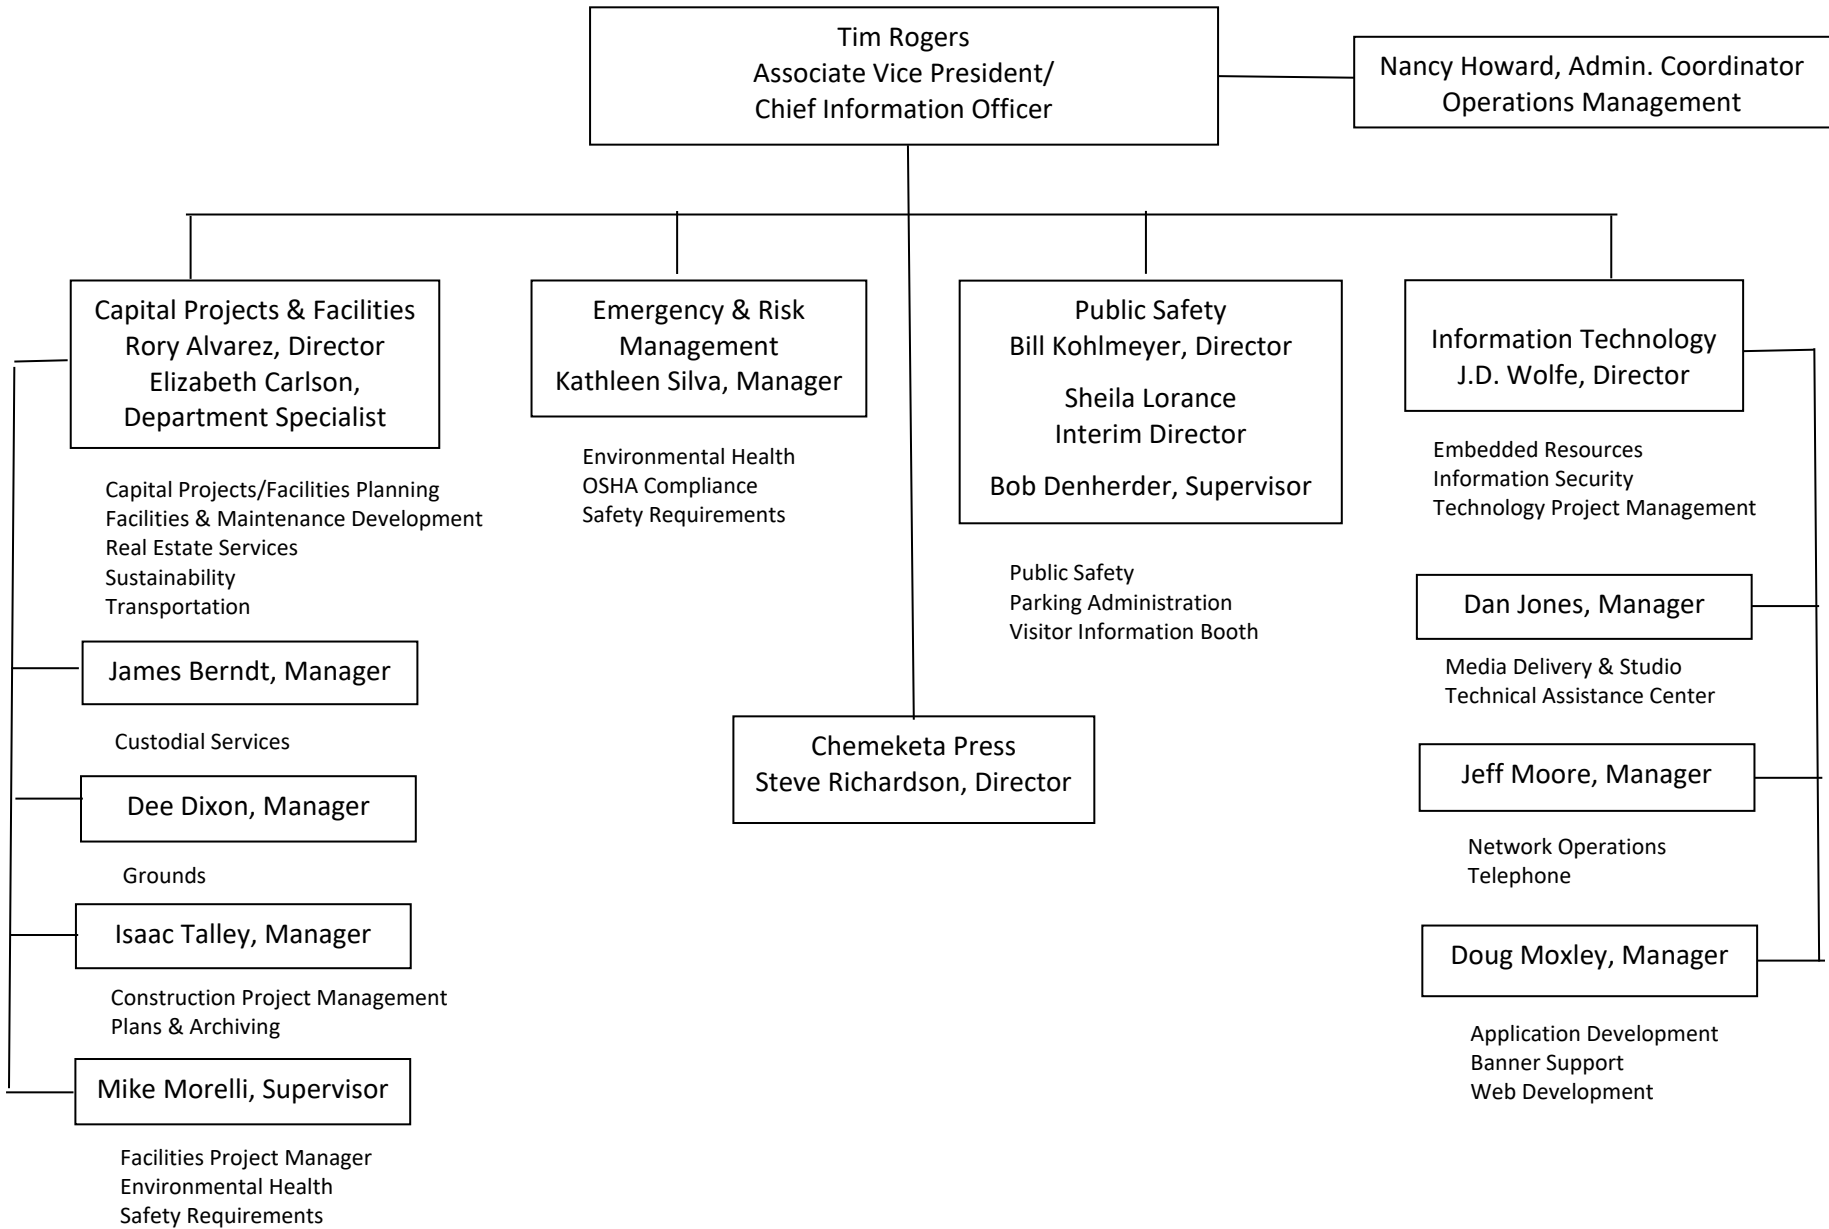 Tim Rogers
Associate Vice President/
Chief Information Officer
Nancy Howard, Admin. Coordinator
Operations Management
Capital Projects & Facilities
Rory Alvarez, Director
Elizabeth Carlson,
Department Specialist
Capital Projects/Facilities Planning
Facilities & Maintenance Development
Real Estate Services
Sustainability
Transportation
James Berndt, Manager
Custodial Services
Dee Dixon, Manager
Grounds
Isaac Talley, Manager
Construction Project Management
Plans & Archiving
Mike Morelli, Supervisor
Facilities Project Manager
Environmental Health
Safety Requirements
Emergency & Risk
Management
Kathleen Silva, Manager
Environmental Health
OSHA Compliance
Safety Requirements
Chemeketa Press
Steve Richardson, Director
Public Safety
Bill Kohlmeyer, Director
Sheila Lorance
Interim Director
Bob Denherder, Supervisor
Public Safety
Parking Administration
Visitor Information Booth
Information Technology
J.D. Wolfe, Director
Embedded Resources
Information Security
Technology Project Management
Dan Jones, Manager
Media Delivery & Studio
Technical Assistance Center
Jeff Moore, Manager
Network Operations
Telephone
Doug Moxley, Manager
Application Development
Banner Support
Web Development